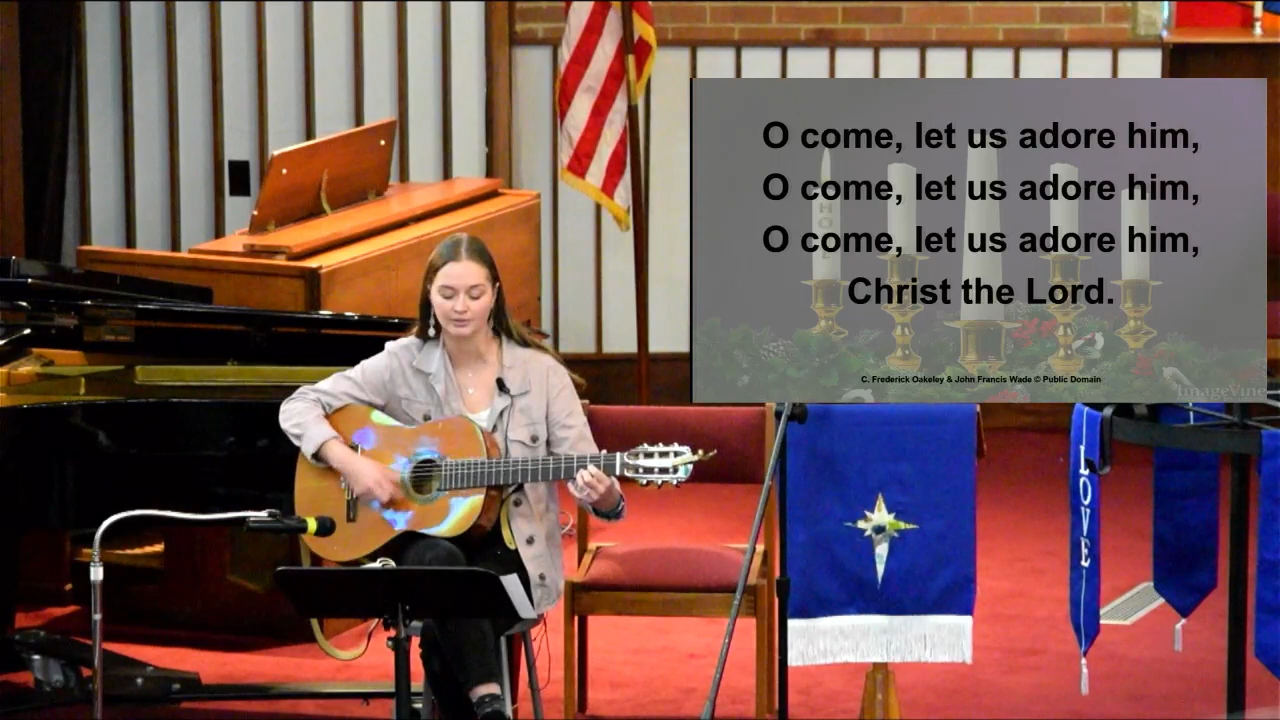 O come, let us adore him,
O come, let us adore him,
O come, let us adore him,
Christ the Lord.
C. Frederick Oakeley & John Francis Wade © Public Domain
ImageVine
HO
L
LOVE